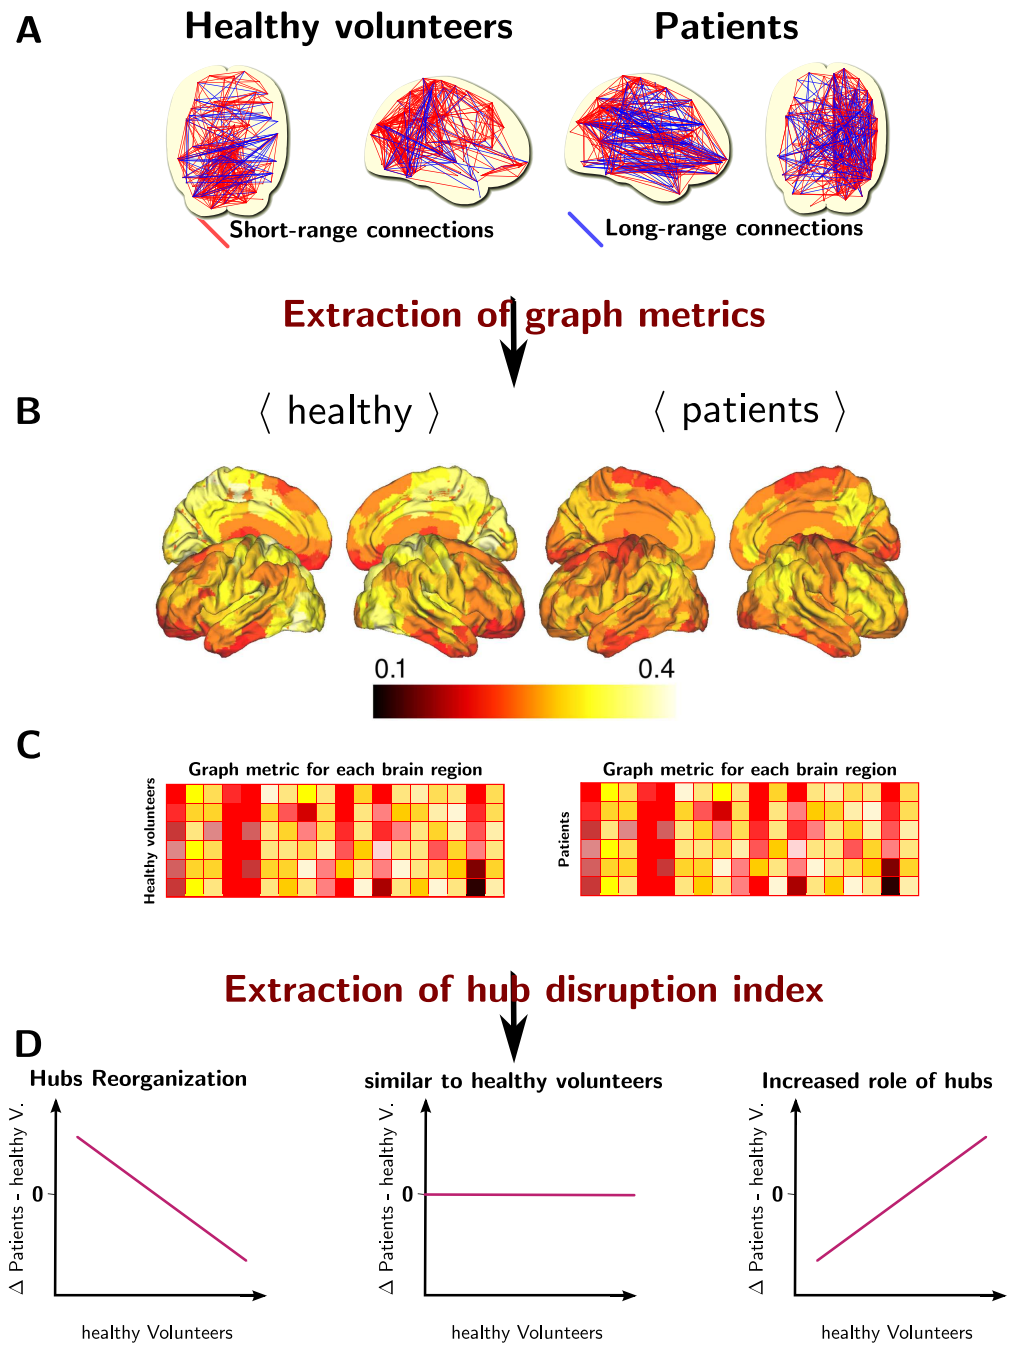 A
Healthy volunteers
Patients
Short-range connections
Long-range connections
Extraction of graph metrics
B
⟨ healthy ⟩
⟨ patients ⟩
0.1
0.4
C
Graph metric for each brain region
Healthy volunteers
Graph metric for each brain region
Patients
Extraction of hub disruption index
D
Hubs Reorganization
Δ Patients - healthy V.
0
healthy Volunteers
similar to healthy volunteers
Δ Patients - healthy V.
0
healthy Volunteers
Increased role of hubs
Δ Patients - healthy V.
0
healthy Volunteers